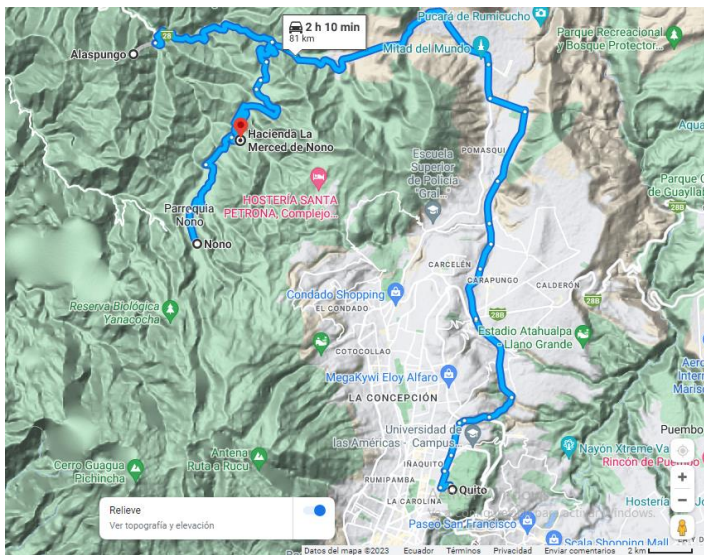 Pucará de Rumicucho
2 h 10 min
81 km
Alaspungo
28
Mitad del Mundo
Parque Recreacional
y Bosque Protector...
Hacienda La
Merced de Nono
POMASQUI
Escuela
Superior
de Policía
"Gral...
HOSTERÍA SANTA
PETRONA, Complejo...
Parroquia
Nono
Nono
28B
CARCELÉN
CARAPUNGO
CALDERÓN
Condado Shopping
EL CONDADO
28B
28B
Reserva Biológica
Yanacocha
COTOCOLLAO
Estadio Atahualpa
Llano Grande
MegaKywi Eloy Alfaro
LA CONCEPCIÓN
Universidad de
las Américas - Campus...
Puembo
Nayón Xtreme Va
Rincón de Puembo
Antena
Ruta a Rucu
Cerro Guagua
Pichincha
IÑAQUITO
RUMIPAMBA
LA CAROLINA
Quito
Paseo San Francisco
Scala Shopping Mall
Relieve
Ver topografía y elevación
Datos del mapa ©2023 Ecuador Términos Privacidad Enviar comentarios 2 km